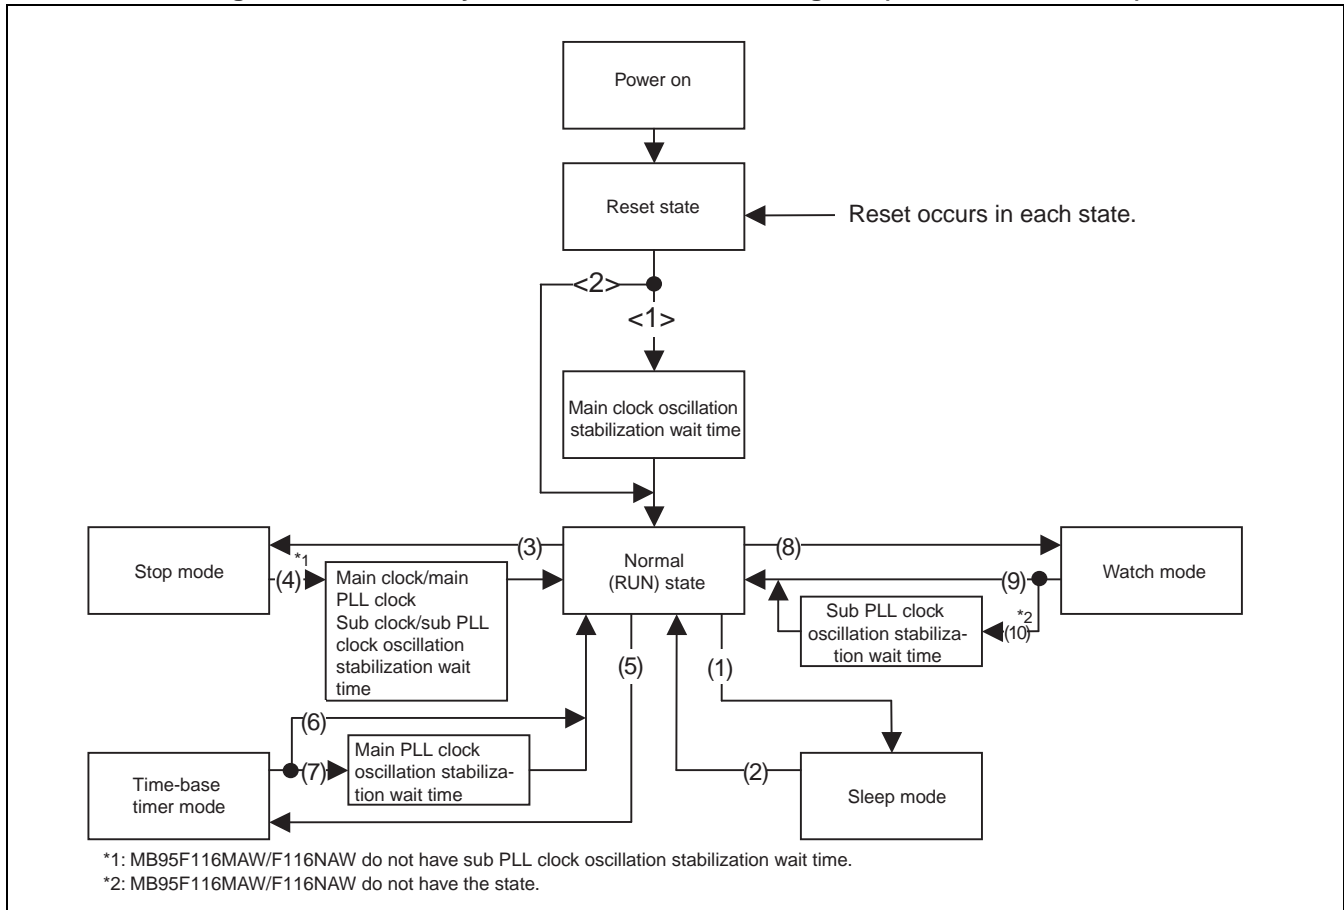 Power on
Reset state
Reset occurs in each state.
<2>
<1>
Main clock oscillation
stabilization wait time
Stop mode
(3)
*1
(4)
Main clock/main
PLL clock
Sub clock/sub PLL
clock oscillation
stabilization wait
time
Normal
(RUN) state
(8)
(9)
Watch mode
Sub PLL clock
oscillation stabiliza-
tion wait time
*2
(10)
(5)
(1)
(6)
(7)
Main PLL clock
oscillation stabiliza-
tion wait time
Time-base
timer mode
(2)
Sleep mode
*1: MB95F116MAW/F116NAW do not have sub PLL clock oscillation stabilization wait time.
*2: MB95F116MAW/F116NAW do not have the state.